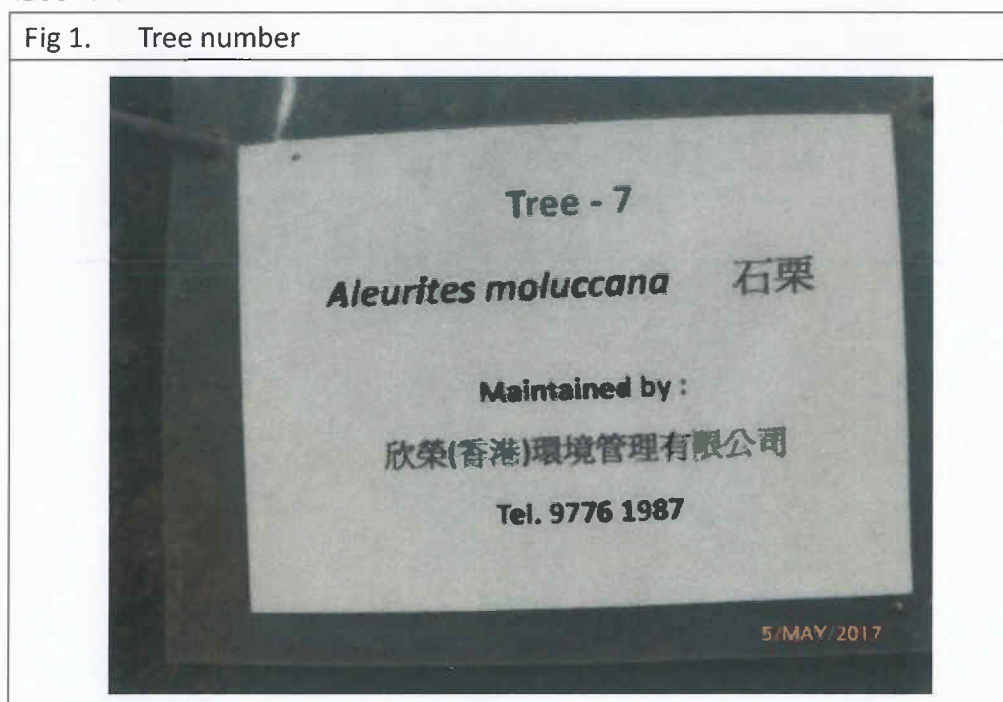 Fig 1. Tree number
Tree - 7
Aleurites moluccana 石栗
Maintained by :
欣榮(香港)環境管理有限公司
Tel. 9776 1987
5/MAY/2017